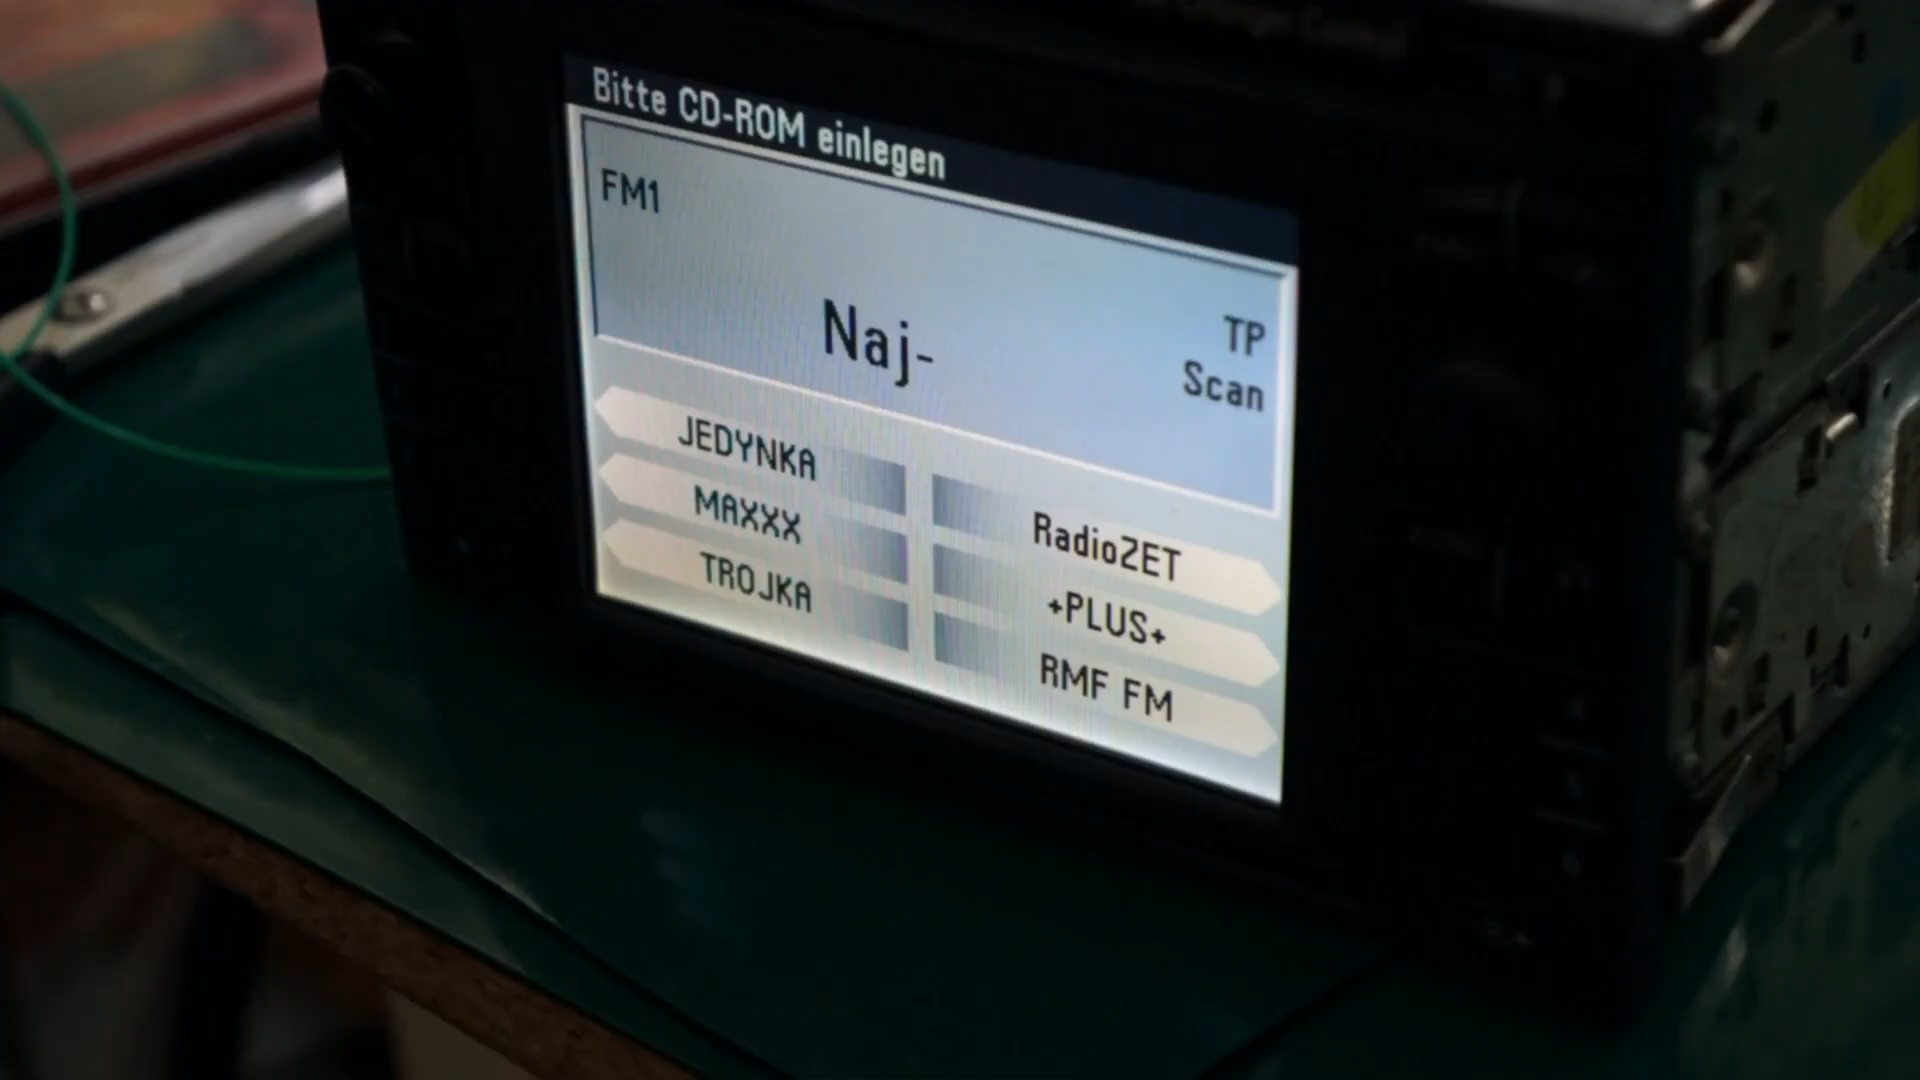 Bitte CD-ROM einlegen
FM1
Naj-
TP
Scan
JEDYNKA
MAXXX
TROJKA
RadioZET
+PLUS+
RMF FM